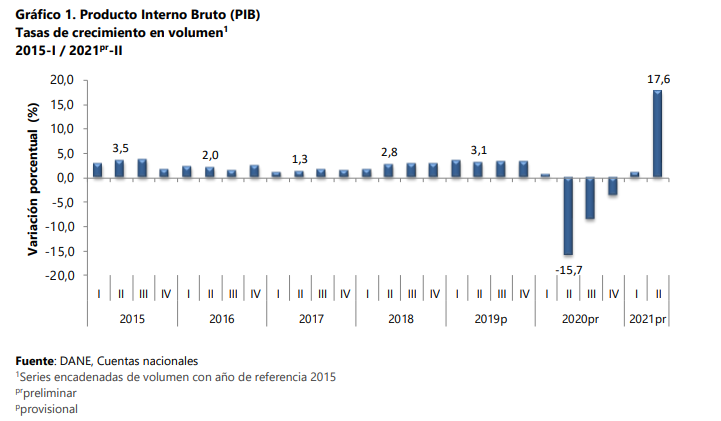 Gráfico 1. Producto Interno Bruto (PIB)
Tasas de crecimiento en volumen¹
2015-I / 2021ᵖʳ-II
Variación porcentual (%)
20,0
15,0
10,0
5,0
0,0
-5,0
-10,0
-15,0
-20,0
3,5
2,0
1,3
2,8
3,1
-15,7
17,6
I II III IV I II III IV I II III IV I II III IV I II III IV I II III IV I II
2015 2016 2017 2018 2019p 2020pr 2021pr
Fuente: DANE, Cuentas nacionales
¹Series encadenadas de volumen con año de referencia 2015
ᵖʳpreliminar
ᵖprovisional